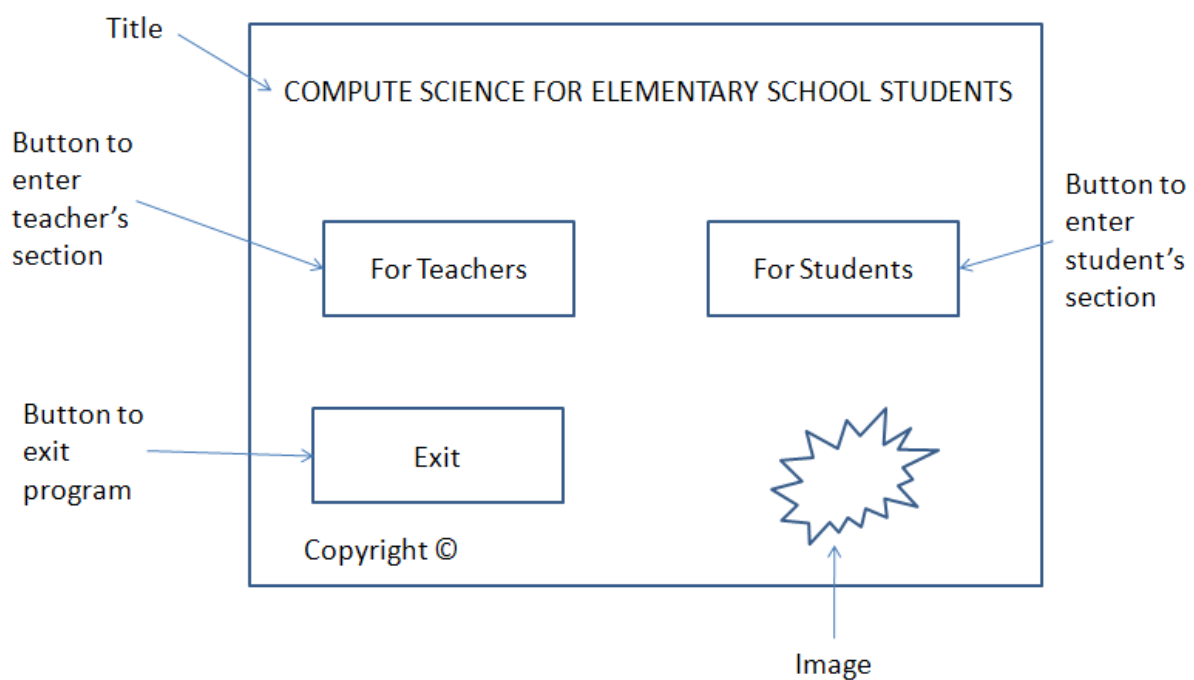 Title
COMPUTE SCIENCE FOR ELEMENTARY SCHOOL STUDENTS
Button to
enter
teacher’s
section
For Teachers
For Students
Button to
enter
student’s
section
Button to
exit
program
Exit
Copyright ©
Image